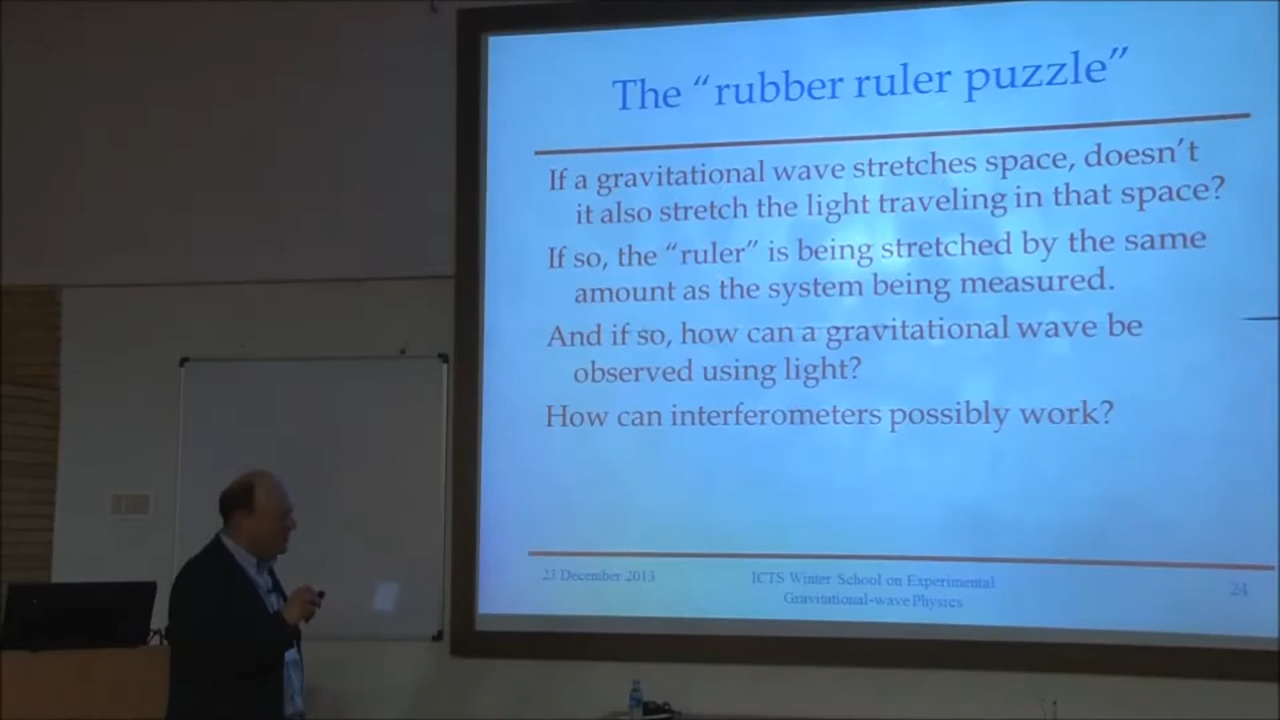 The “rubber ruler puzzle”
If a gravitational wave stretches space, doesn’t
it also stretch the light traveling in that space?
If so, the “ruler” is being stretched by the same
amount as the system being measured.
And if so, how can a gravitational wave be
observed using light?
How can interferometers possibly work?
23 December 2013
ICTS Winter School on Experimental
Gravitational-wave Physics
24